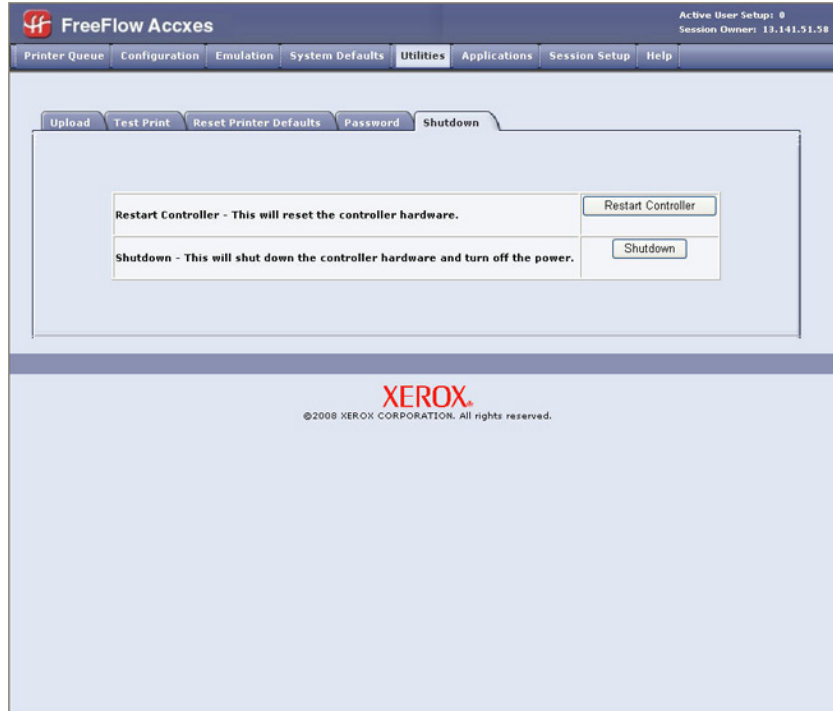 FreeFlow Accxes
Active User Setup: 0
Session Owner: 13.141.51.58
Printer Queue Configuration Emulation System Defaults Utilities Applications Session Setup Help
Upload Test Print Reset Printer Defaults Password Shutdown
Restart Controller - This will reset the controller hardware. Restart Controller
Shutdown - This will shut down the controller hardware and turn off the power. Shutdown
XEROX®
©2008 XEROX CORPORATION. All rights reserved.